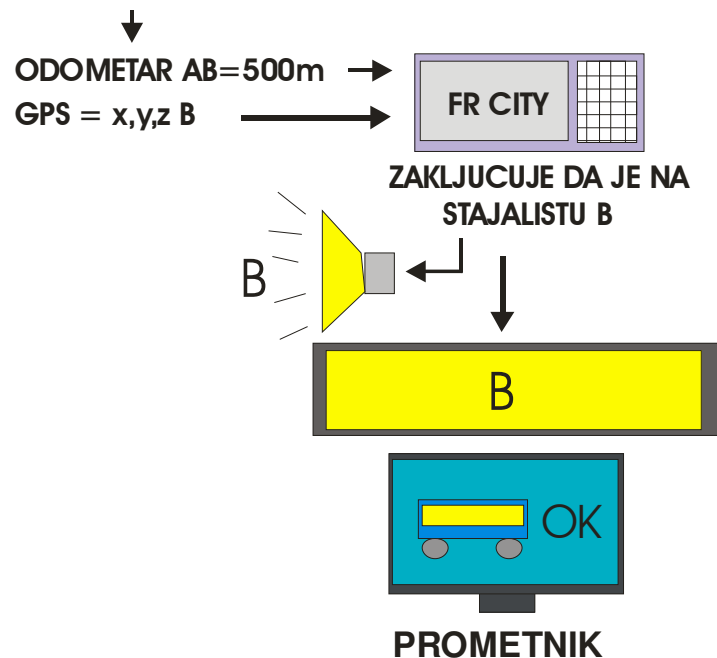 ODOMETAR AB=500m
GPS = x,y,z B
FR CITY
ZAKLJUCUJE DA JE NA
STAJALISTU B
B
B
OK
PROMETNIK